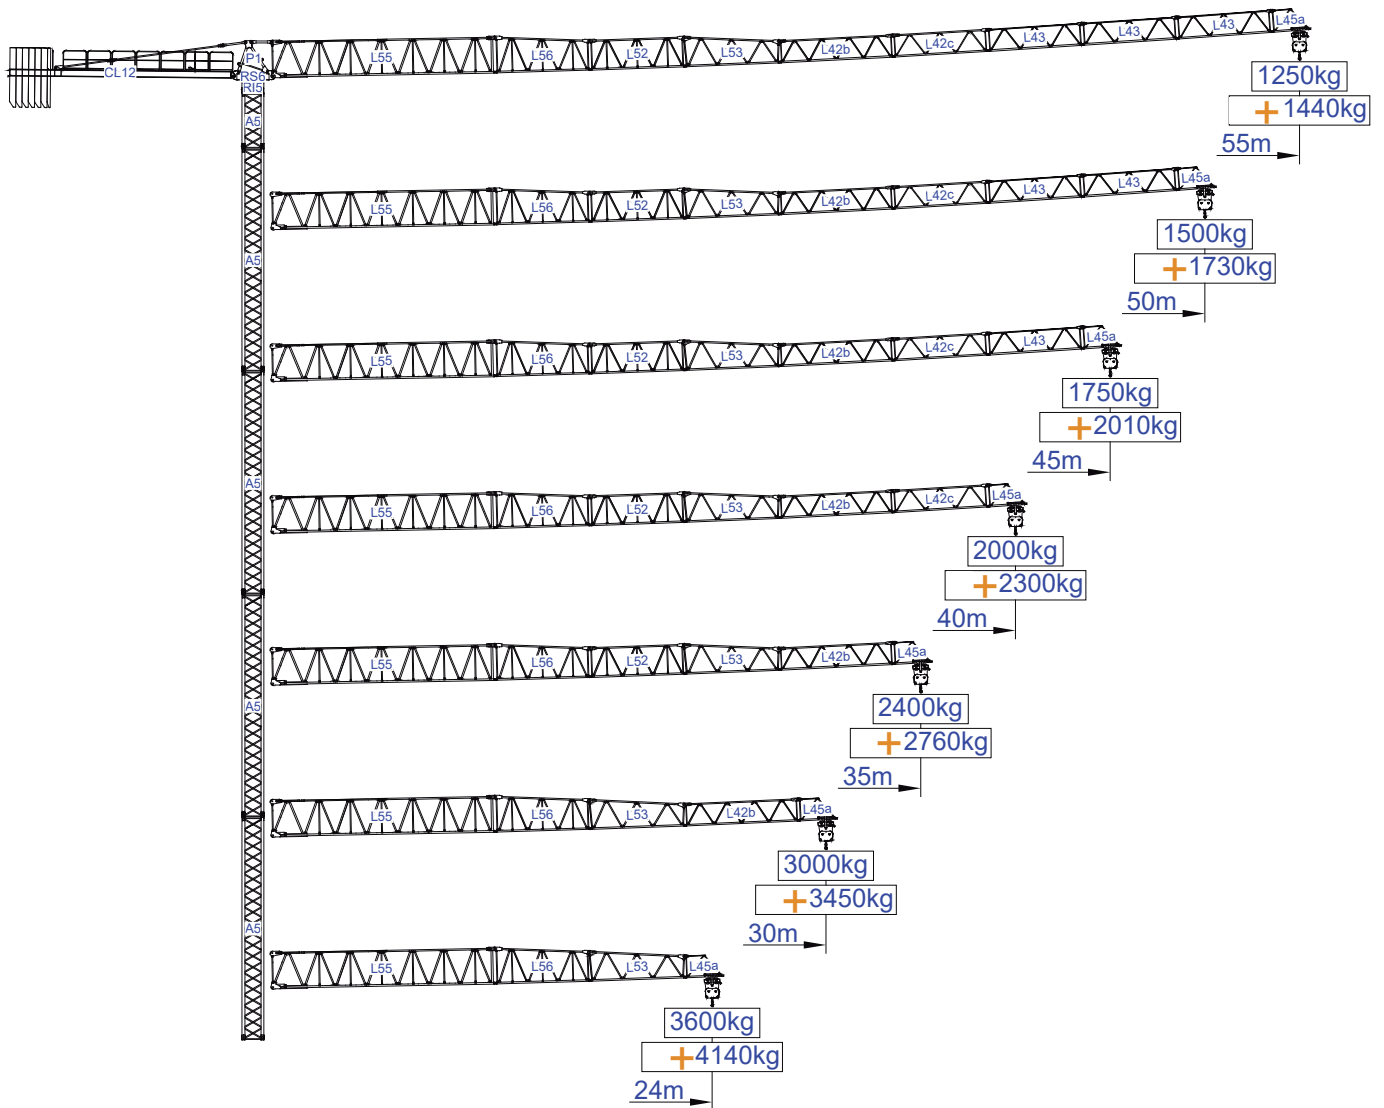 L55 L56 L52 L53 L42b L42c L43 L43 L43 L45a
P1
CL12
RS6
RI5
1250kg
+1440kg
A5
55m
L55 L56 L52 L53 L42b L42c L43 L43 L45a
1500kg
A5
+1730kg
50m
L55 L56 L52 L53 L42b L42c L43 L45a
1750kg
+2010kg
45m
A5
L55 L56 L52 L53 L42b L42c L45a
2000kg
+2300kg
40m
L55 L56 L52 L53 L42b L45a
A5
2400kg
+2760kg
35m
L55 L56 L53 L42b L45a
3000kg
+3450kg
A5
30m
L55 L56 L53 L45a
3600kg
+4140kg
24m